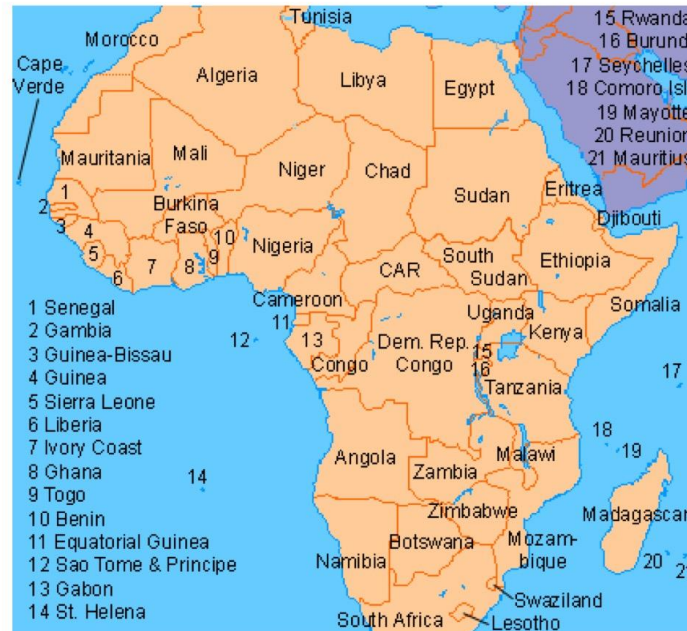 Tunisia
Morocco
Cape
Verde
Algeria
Libya
Egypt
15 Rwanda
16 Burund
17 Seychelles
18 Comoro Isl
19 Mayotte
20 Reunion
21 Mauritius
Mauritania
Mali
Niger
Chad
Sudan
Eritrea
Djibouti
1
2
3
4
5
6
7
8
9
10
Burkina
Faso
Nigeria
CAR
South
Sudan
Ethiopia
Somalia
Cameroon
11
12
13
Congo
Dem. Rep.
Congo
Uganda
Kenya
15
16
17
Tanzania
1 Senegal
2 Gambia
3 Guinea-Bissau
4 Guinea
5 Sierra Leone
6 Liberia
7 Ivory Coast
8 Ghana
9 Togo
10 Benin
11 Equatorial Guinea
12 Sao Tome & Principe
13 Gabon
14 St. Helena
14
Angola
Zambia
Malawi
18
19
Zimbabwe
Madagascar
Namibia
Botswana
Mozam-
bique
20
2
Swaziland
South Africa
Lesotho